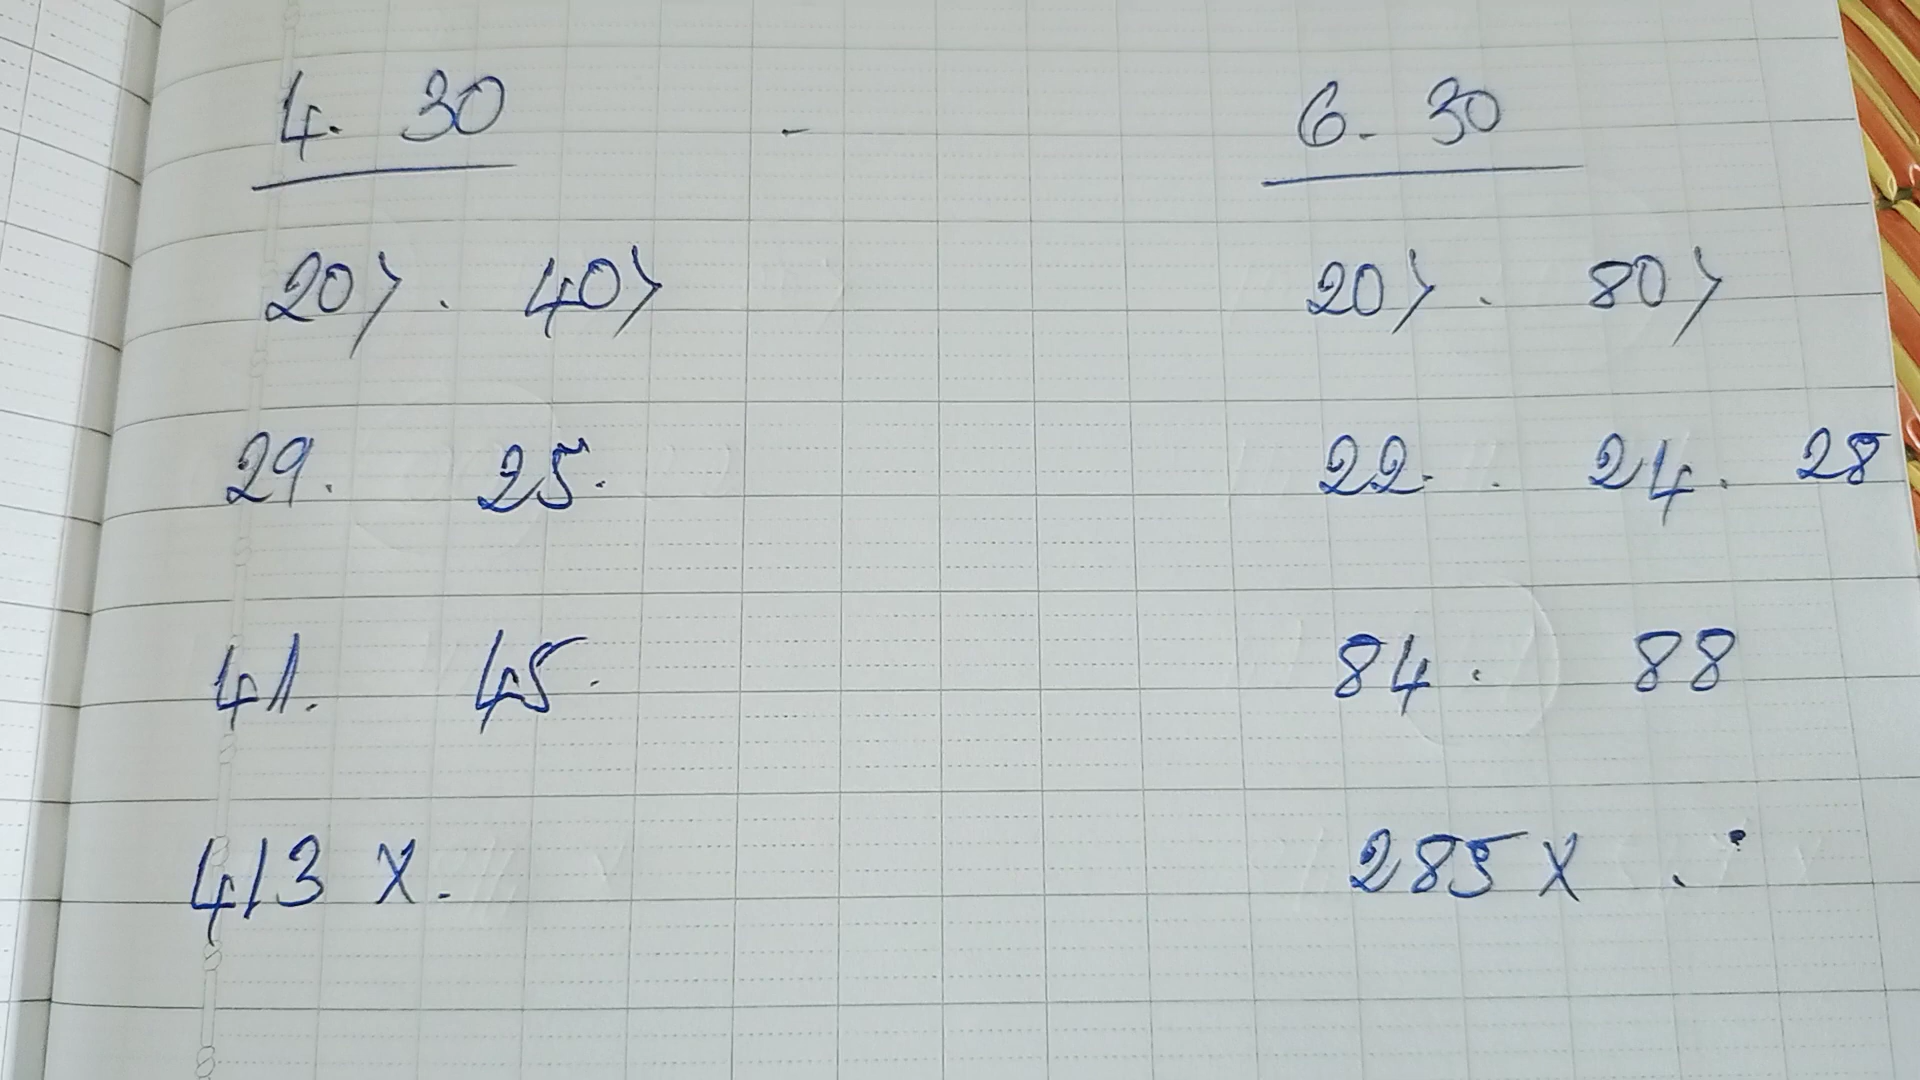 4. 30 - 6- 30
20> . 40> 20> . 80>
29. 25. 22. . 24. 28
41. 45. 84. 88
413 X. 285 X .